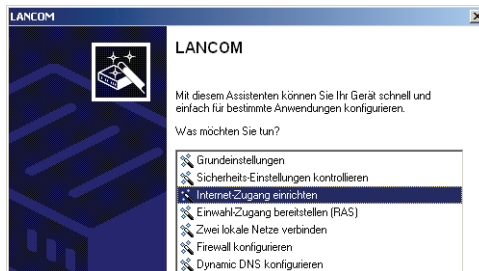 LANCOM
LANCOM
Mit diesem Assistenten können Sie Ihr Gerät schnell und
einfach für bestimmte Anwendungen konfigurieren.
Was möchten Sie tun?
Grundeinstellungen
Sicherheits-Einstellungen kontrollieren
Internet-Zugang einrichten
Einwahl-Zugang bereitstellen (RAS)
Zwei lokale Netze verbinden
Firewall konfigurieren
Dynamic DNS konfigurieren